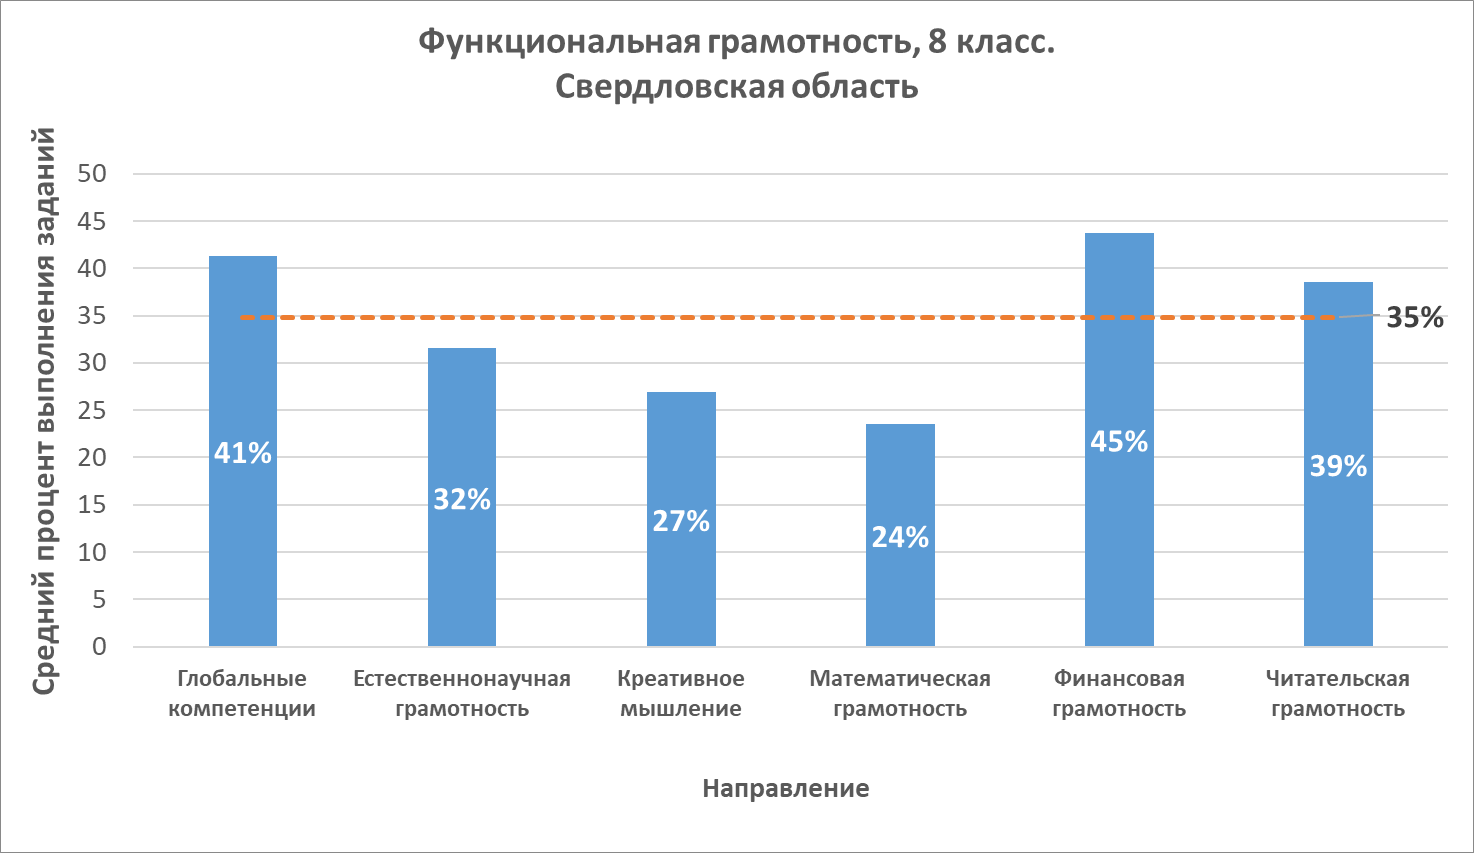 Функциональная грамотность, 8 класс.
Свердловская область
Средний процент выполнения заданий
50
45
40
35
30
25
20
15
10
5
0
41%
32%
27%
24%
45%
39%
35%
Глобальные
компетенции
Естественнонаучная
грамотность
Креативное
мышление
Математическая
грамотность
Финансовая
грамотность
Читательская
грамотность
Направление